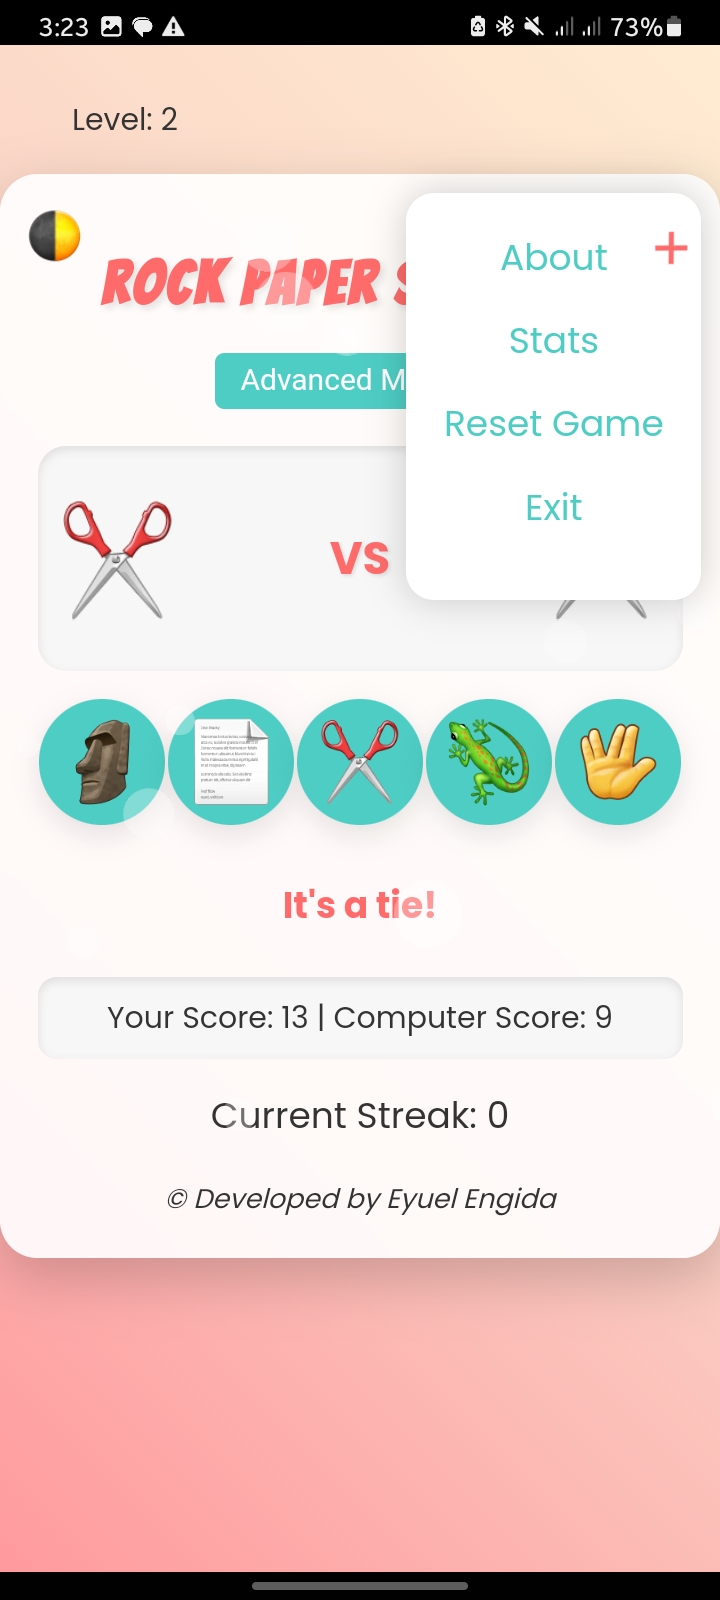 3:23
73%
Level: 2
ROCK PAPER
Advanced M
About
Stats
Reset Game
Exit
VS
It's a tie!
Your Score: 13 | Computer Score: 9
Current Streak: 0
© Developed by Eyuel Engida